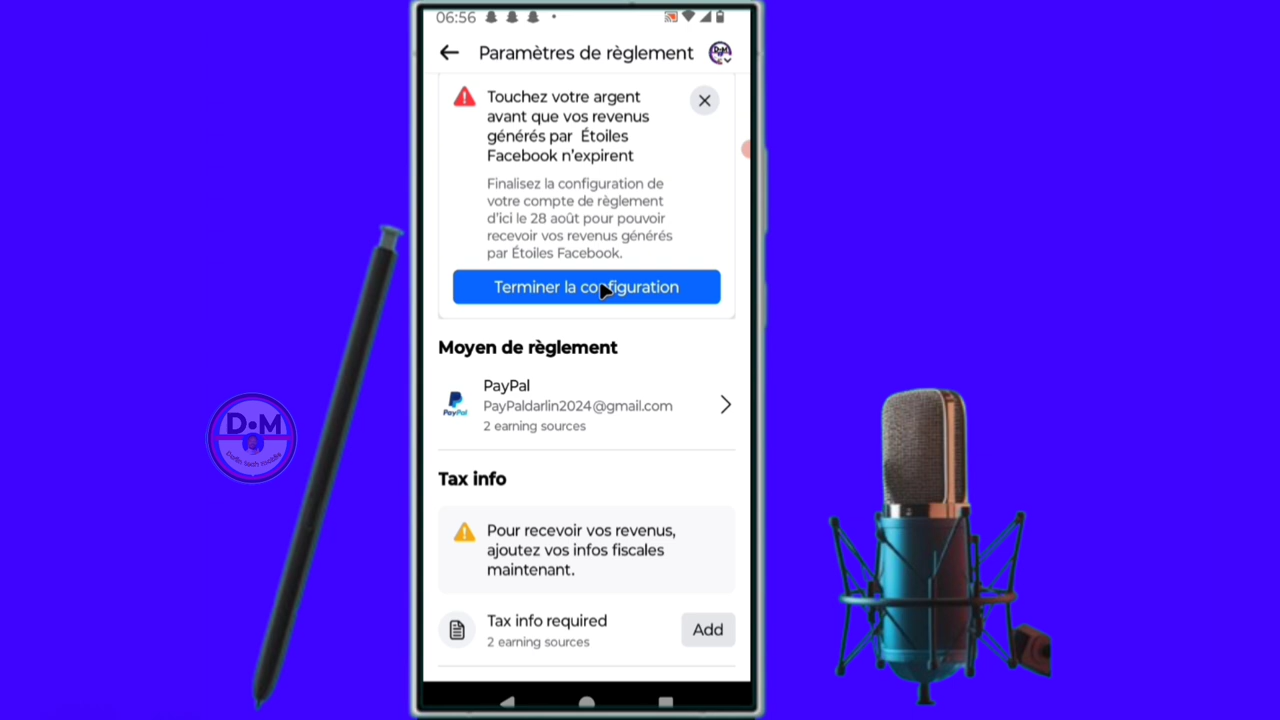 06:56
Paramètres de règlement
Touchez votre argent
avant que vos revenus
générés par Étoiles
Facebook n'expirent
Finalisez la configuration de
votre compte de règlement
d'ici le 28 août pour pouvoir
recevoir vos revenus générés
par Étoiles Facebook.
Terminer la configuration
Moyen de règlement
PayPal
PayPal
PayPaldarlin2024@gmail.com
2 earning sources
Tax info
Pour recevoir vos revenus,
ajoutez vos infos fiscales
maintenant.
Tax info required
2 earning sources
Add
D•M